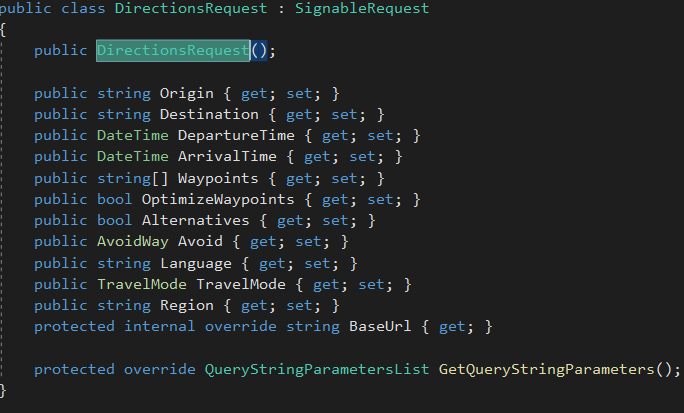 public class DirectionsRequest : SignableRequest
{
public DirectionsRequest();
public string Origin { get; set; }
public string Destination { get; set; }
public DateTime DepartureTime { get; set; }
public DateTime ArrivalTime { get; set; }
public string[] Waypoints { get; set; }
public bool OptimizeWaypoints { get; set; }
public bool Alternatives { get; set; }
public AvoidWay Avoid { get; set; }
public string Language { get; set; }
public TravelMode TravelMode { get; set; }
public string Region { get; set; }
protected internal override string BaseUrl { get; }
protected override QueryStringParametersList GetQueryStringParameters();
}